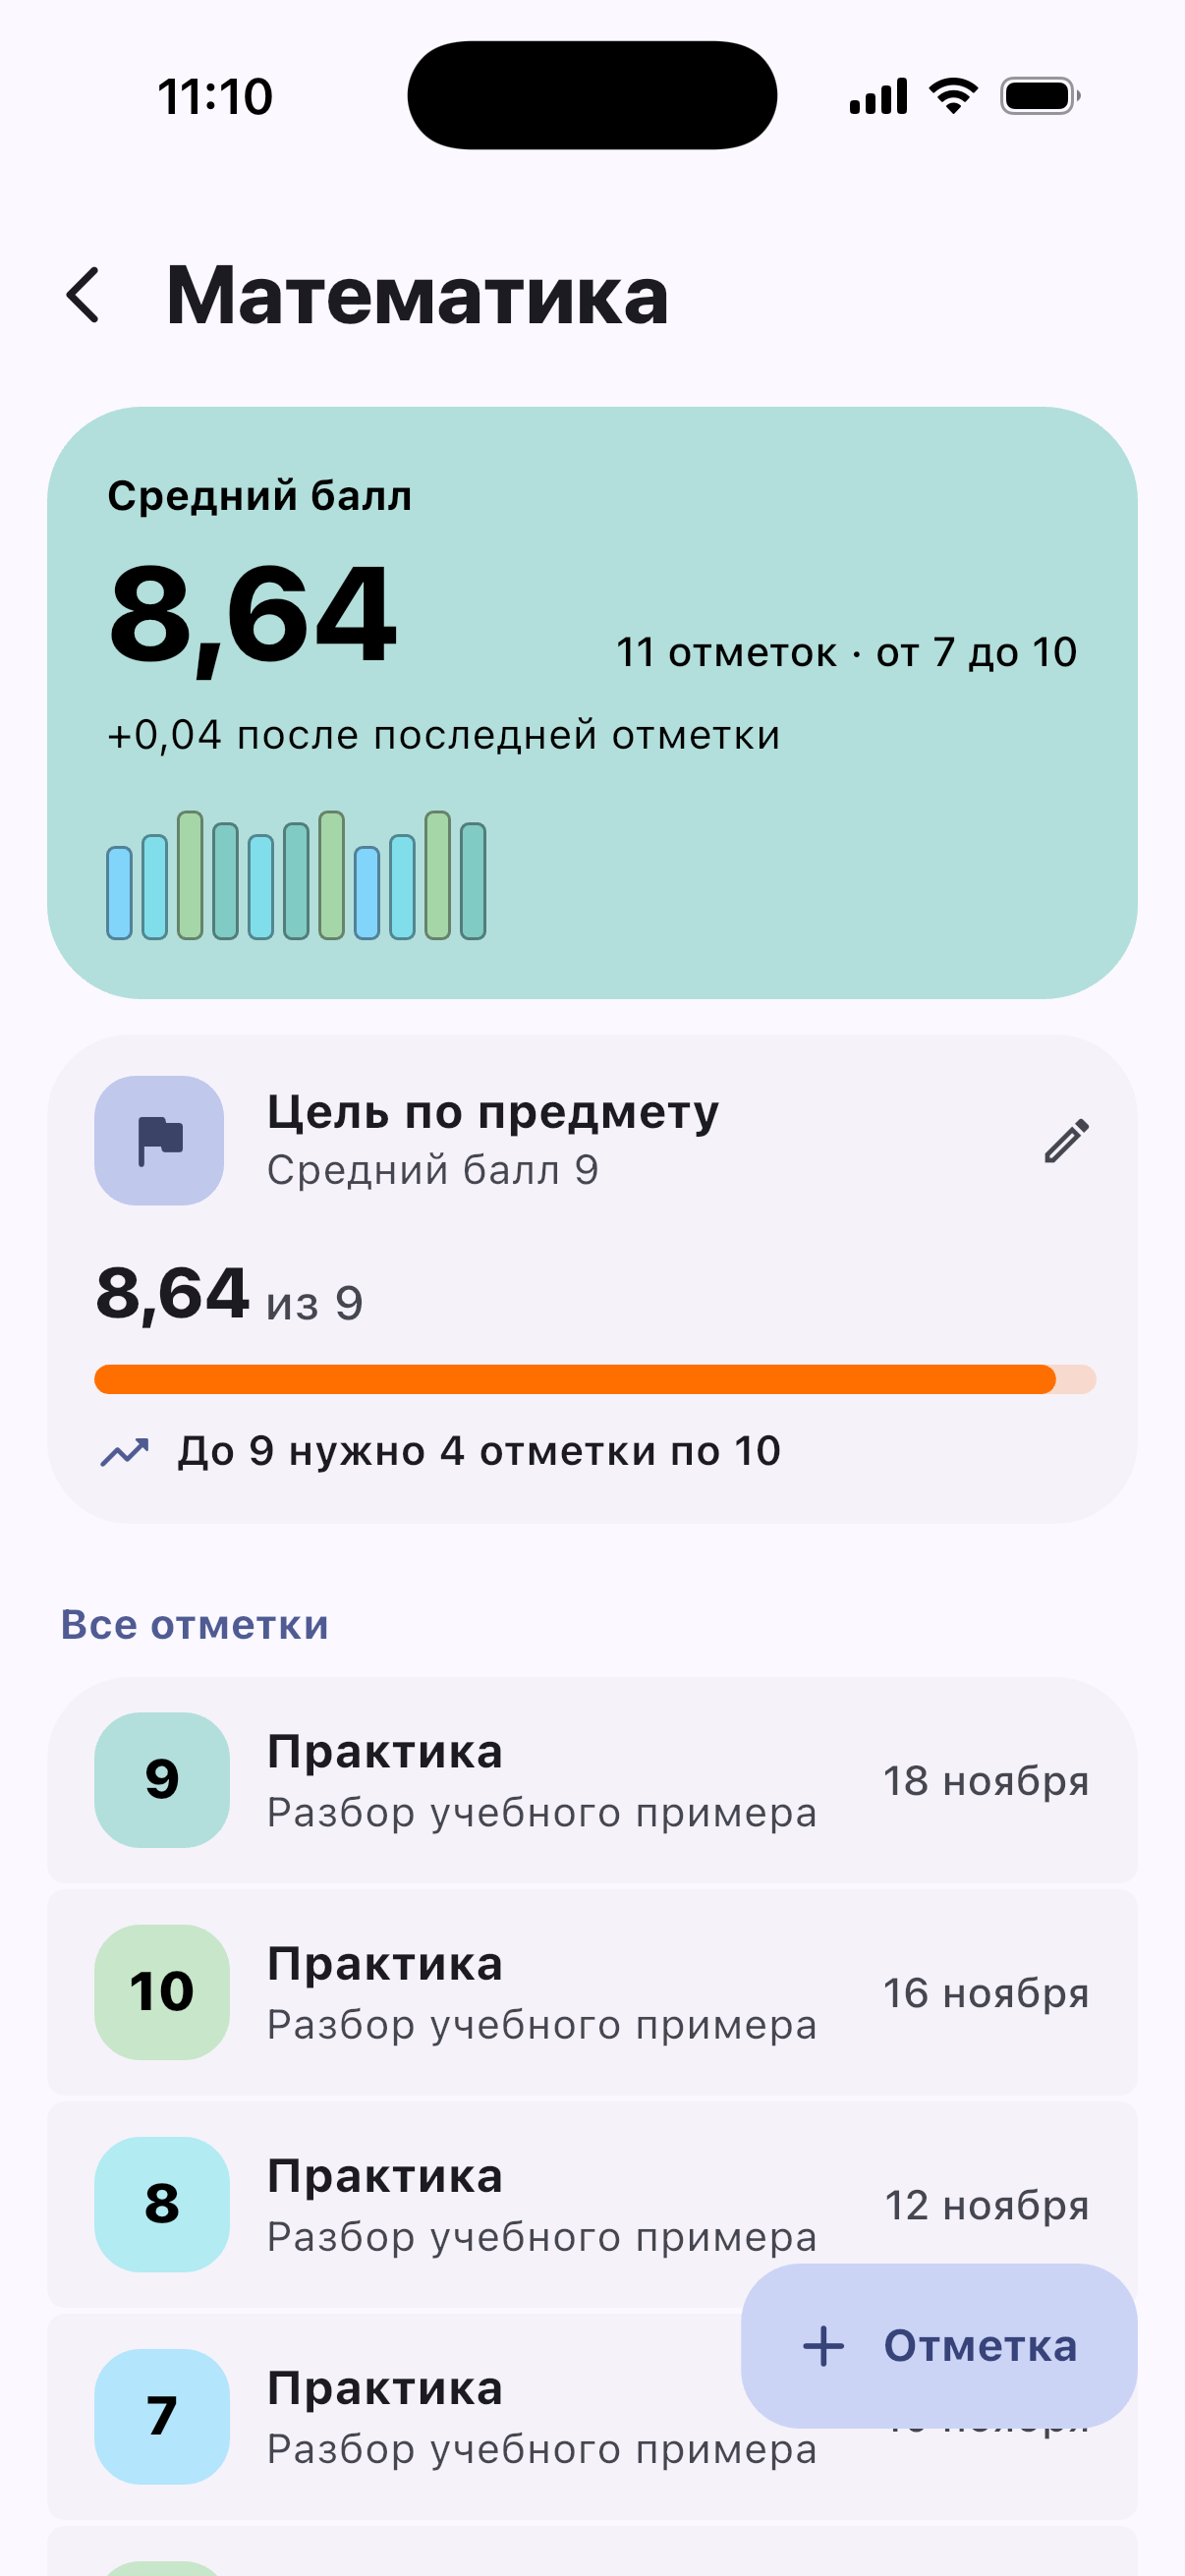 11:10
Математика
Средний балл
8,64
11 отметок · от 7 до 10
+0,04 после последней отметки
Цель по предмету
Средний балл 9
8,64 из 9
До 9 нужно 4 отметки по 10
Все отметки
9
Практика
Разбор учебного примера
18 ноября
10
Практика
Разбор учебного примера
16 ноября
8
Практика
Разбор учебного примера
12 ноября
+ Отметка
7
Практика
Разбор учебного примера